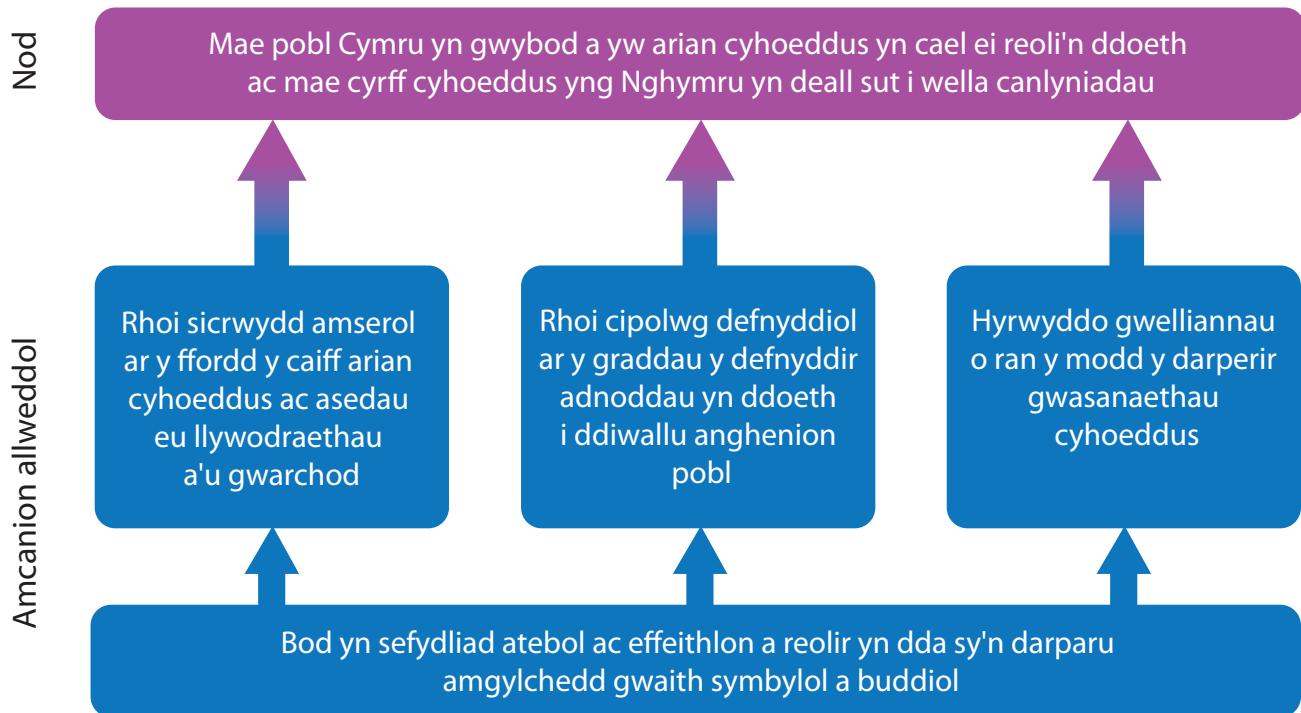 Nod
Mae pobl Cymru yn gwybod a yw arian cyhoeddus yn cael ei reoli'n ddoeth
ac mae cyrff cyhoeddus yng Nghymru yn deall sut i wella canlyniadau
Amcanion allweddol
Rhoi sicrwydd amserol
ar y ffordd y caiff arian
cyhoeddus ac asedau
eu llywodraethau
a'u gwarchod
Rhoi cipolwg defnyddiol
ar y graddau y defnyddir
adnoddau yn ddoeth
i ddiwallu anghenion
pobl
Hyrwyddo gwelliannau
o ran y modd y darperir
gwasanaethau
cyhoeddus
Bod yn sefydliad atebol ac effeithlon a reolir yn dda sy'n darparu
amgylchedd gwaith symbylol a buddiol